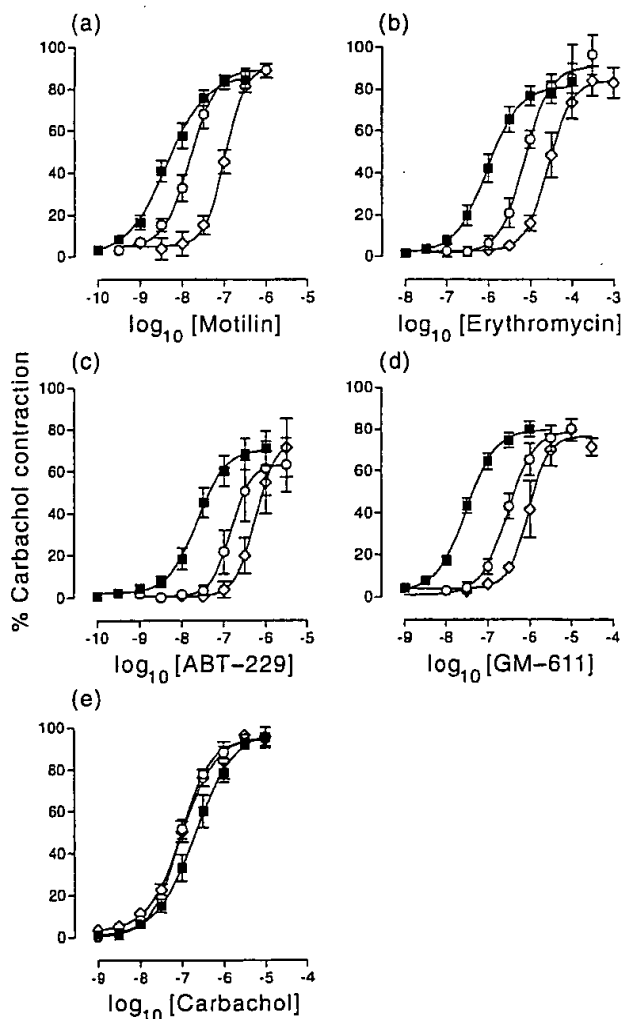 (a)
(b)
100
80
60
40
20
0
-10 -9 -8 -7 -6 -5
log10 [Motilin]
100
80
60
40
20
0
-8 -7 -6 -5 -4 -3
log10 [Erythromycin]
% Carbachol contraction
(c)
(d)
100
80
60
40
20
0
-10 -9 -8 -7 -6 -5
log10 [ABT-229]
100
80
60
40
20
0
-9 -8 -7 -6 -5 -4
log10 [GM-611]
(e)
100
80
60
40
20
0
-9 -8 -7 -6 -5 -4
log10 [Carbachol]